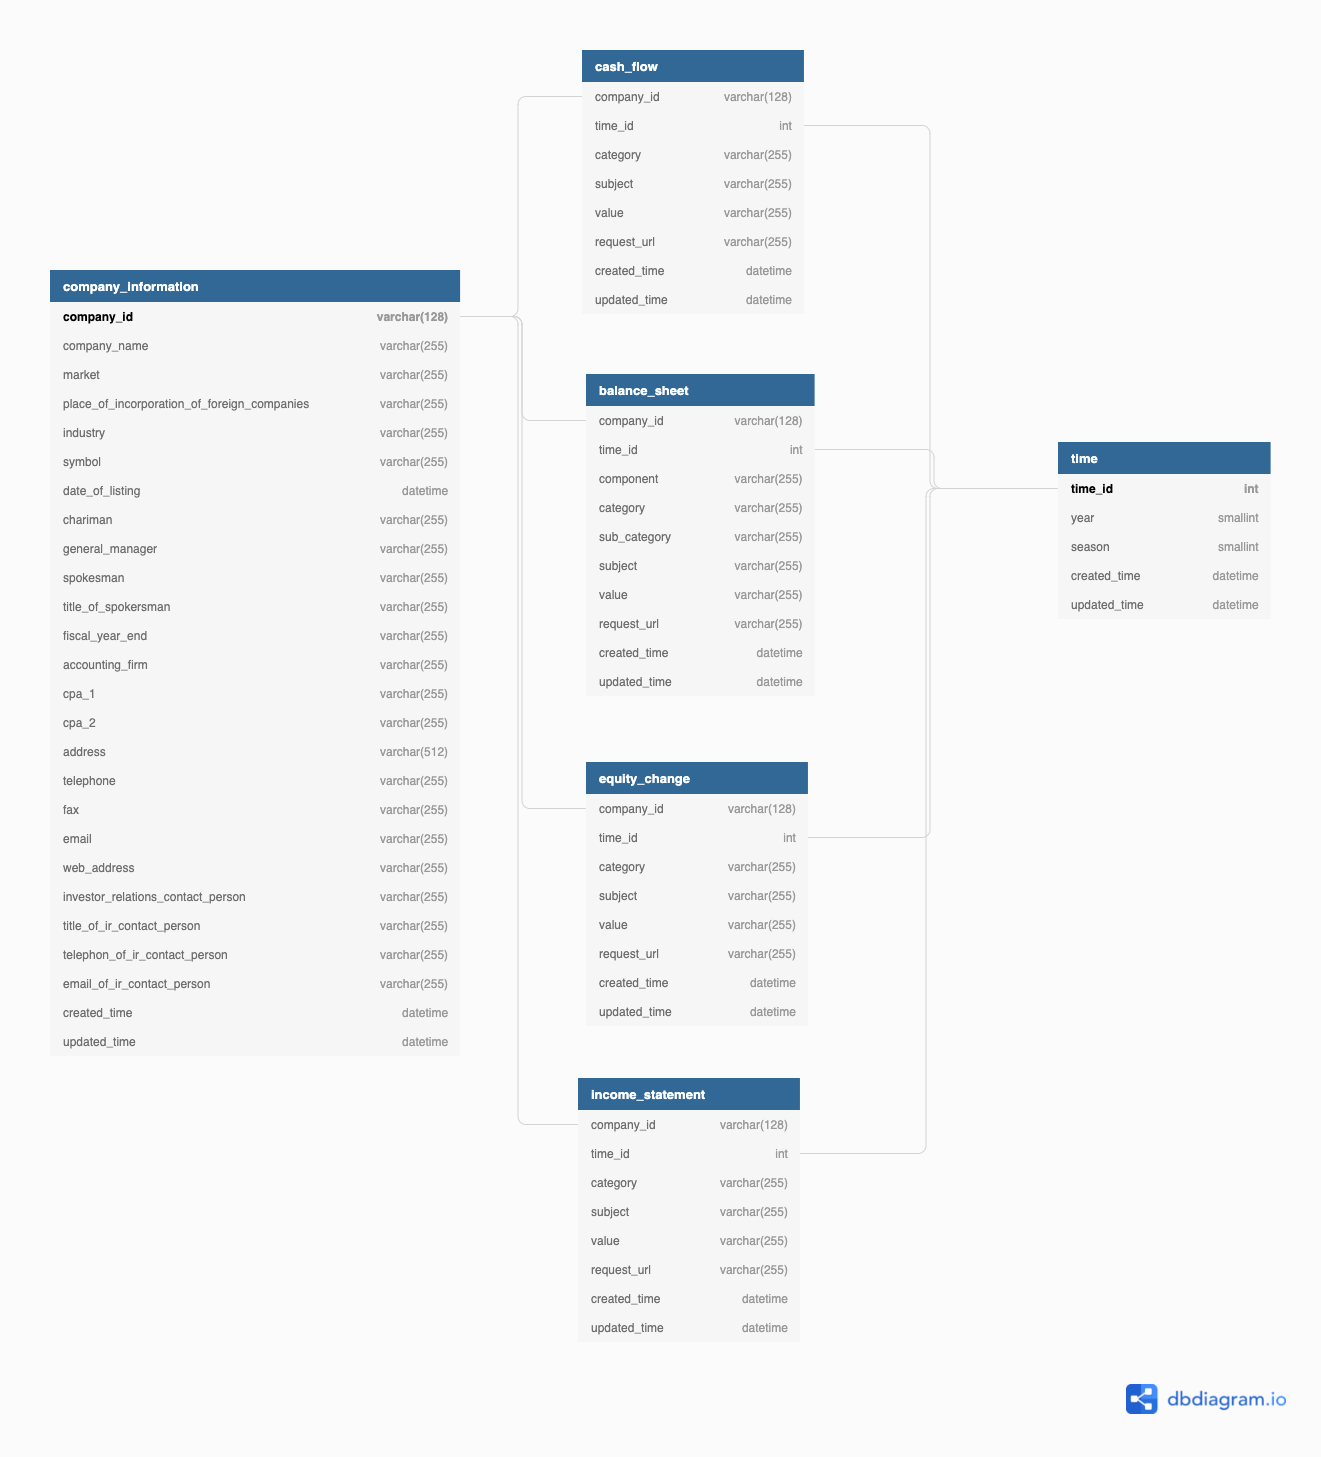 cash_flow
company_id varchar(128)
time_id int
category varchar(255)
subject varchar(255)
value varchar(255)
request_url varchar(255)
created_time datetime
updated_time datetime
company_information
company_id varchar(128)
company_name varchar(255)
market varchar(255)
place_of_incorporation_of_foreign_companies varchar(255)
industry varchar(255)
symbol varchar(255)
date_of_listing datetime
chariman varchar(255)
general_manager varchar(255)
spokesman varchar(255)
title_of_spokersman varchar(255)
fiscal_year_end varchar(255)
accounting_firm varchar(255)
cpa_1 varchar(255)
cpa_2 varchar(255)
address varchar(512)
telephone varchar(255)
fax varchar(255)
email varchar(255)
web_address varchar(255)
investor_relations_contact_person varchar(255)
title_of_ir_contact_person varchar(255)
telephon_of_ir_contact_person varchar(255)
email_of_ir_contact_person varchar(255)
created_time datetime
updated_time datetime
balance_sheet
company_id varchar(128)
time_id int
component varchar(255)
category varchar(255)
sub_category varchar(255)
subject varchar(255)
value varchar(255)
request_url varchar(255)
created_time datetime
updated_time datetime
time
time_id int
year smallint
season smallint
created_time datetime
updated_time datetime
equity_change
company_id varchar(128)
time_id int
category varchar(255)
subject varchar(255)
value varchar(255)
request_url varchar(255)
created_time datetime
updated_time datetime
income_statement
company_id varchar(128)
time_id int
category varchar(255)
subject varchar(255)
value varchar(255)
request_url varchar(255)
created_time datetime
updated_time datetime
dbdiagram.io